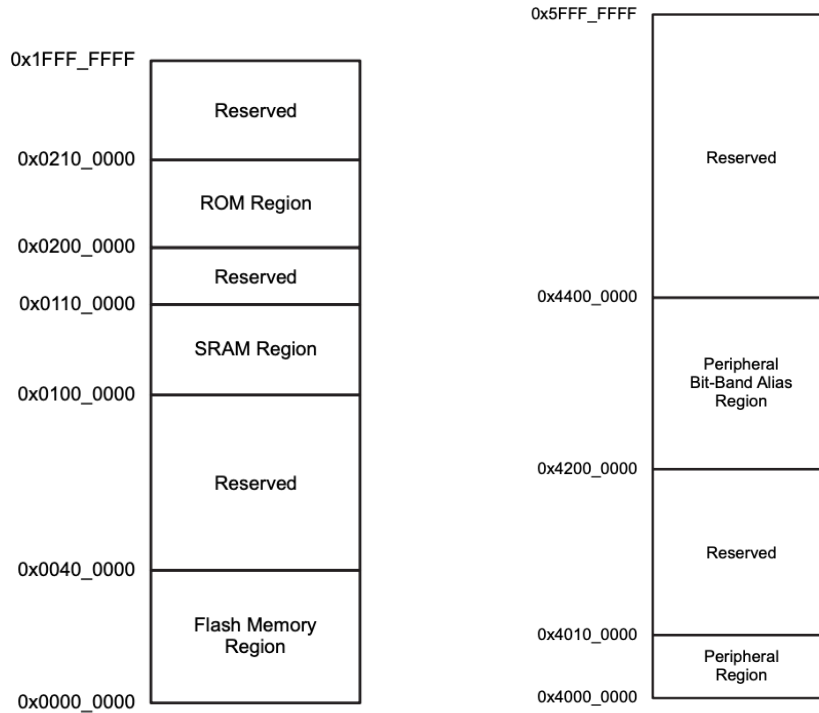 0x1FFF_FFFF
Reserved
0x0210_0000
ROM Region
0x0200_0000
Reserved
0x0110_0000
SRAM Region
0x0100_0000
Reserved
0x0040_0000
Flash Memory
Region
0x0000_0000
0x5FFF_FFFF
Reserved
0x4400_0000
Peripheral
Bit-Band Alias
Region
0x4200_0000
Reserved
0x4010_0000
Peripheral
Region
0x4000_0000